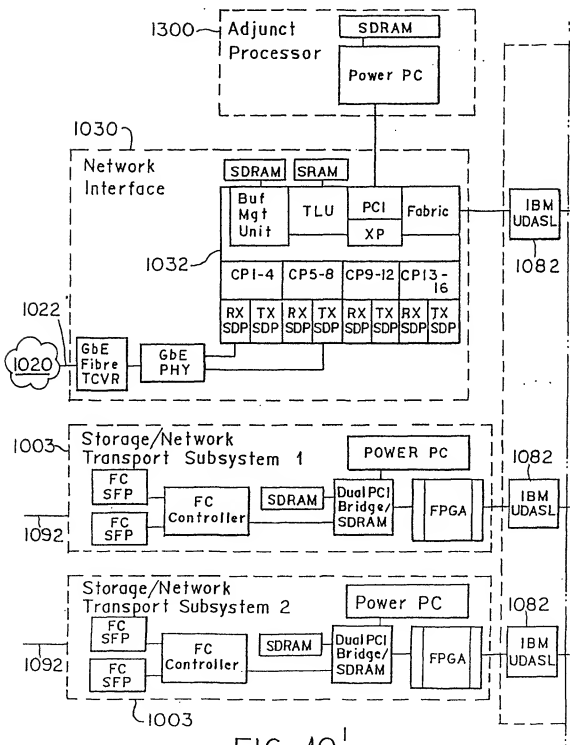 1300
Adjunct
Processor
SDRAM
Power PC
1030
Network
Interface
SDRAM
SRAM
Buf
Mgt
Unit
TLU
PCI
XP
Fabric
IBM
UDASL
1082
1032
CP1-4
CP5-8
CP9-12
CP13-
16
RX
SDP
TX
SDP
RX
SDP
TX
SDP
RX
SDP
TX
SDP
RX
SDP
TX
SDP
1022
1020
GbE
Fibre
TCVR
GbE
PHY
1003
Storage/Network
Transport Subsystem 1
POWER PC
1082
FC
SFP
FC
SFP
1092
FC
Controller
SDRAM
Dual PCI
Bridge/
SDRAM
FPGA
IBM
UDASL
Storage/Network
Transport Subsystem 2
Power PC
1082
FC
SFP
FC
SFP
1092
FC
Controller
SDRAM
Dual PCI
Bridge/
SDRAM
FPGA
IBM
UDASL
1003